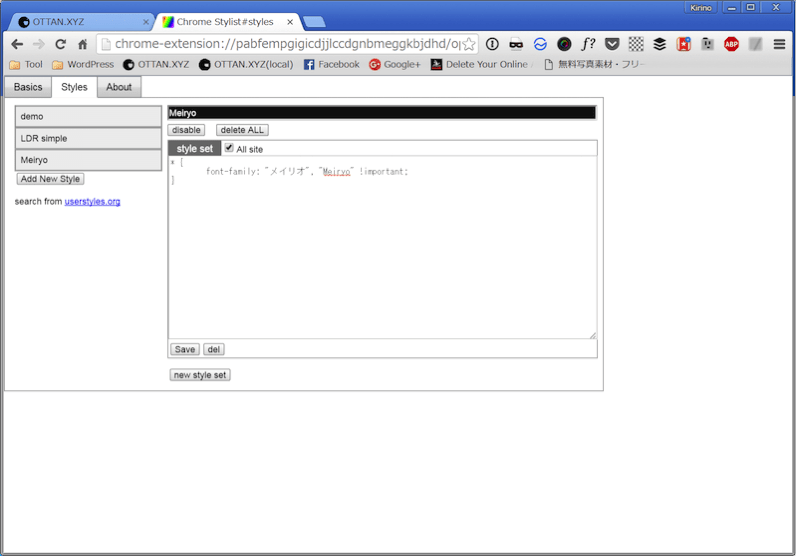 Kirino
OTTAN.XYZ
Chrome Stylist#styles
chrome-extension://pabfempgigicdjjlccdgnbmeggkbjdhd/op
f?
ABP
Tool
WordPress
OTTAN.XYZ
OTTAN.XYZ(local)
Facebook
Google+
Delete Your Online
無料写真素材・フリー
Basics
Styles
About
demo
LDR simple
Meiryo
Add New Style
search from userstyles.org
Meiryo
disable
delete ALL
style set
All site
* {
font-family: "メイリオ", "Meiryo" !important;
}
Save
del
new style set